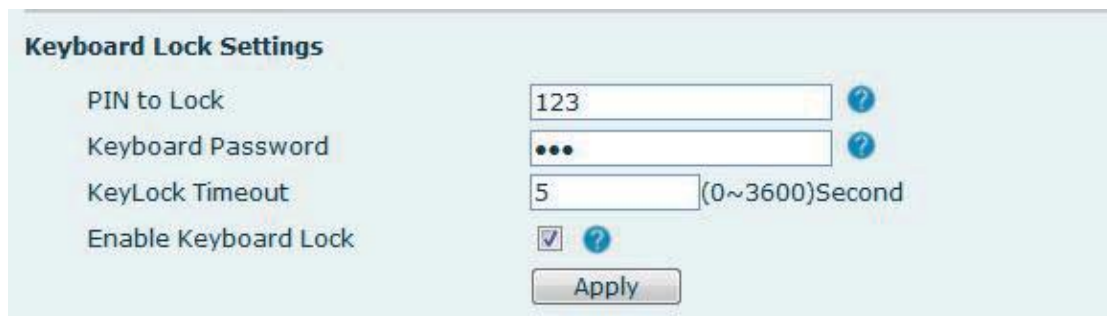 Keyboard Lock Settings
PIN to Lock 123 ?
Keyboard Password ••• ?
KeyLock Timeout 5 (0~3600)Second
Enable Keyboard Lock ?
Apply